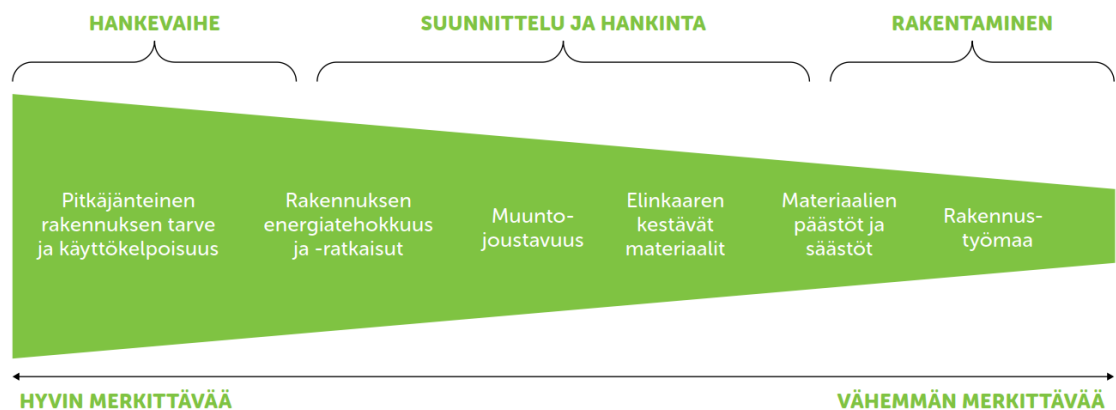 HANKEVAIHE
SUUNNITTELU JA HANKINTA
RAKENTAMINEN
Pitkäjänteinen
rakennuksen tarve
ja käyttökelpoisuus
Rakennuksen
energiatehokkuus
ja -ratkaisut
Muunto-
joustavuus
Elinkaaren
kestävät
materiaalit
Materiaalien
päästöt ja
säästöt
Rakennus-
työmaa
HYVIN MERKITTÄVÄÄ
VÄHEMMÄN MERKITTÄVÄÄ